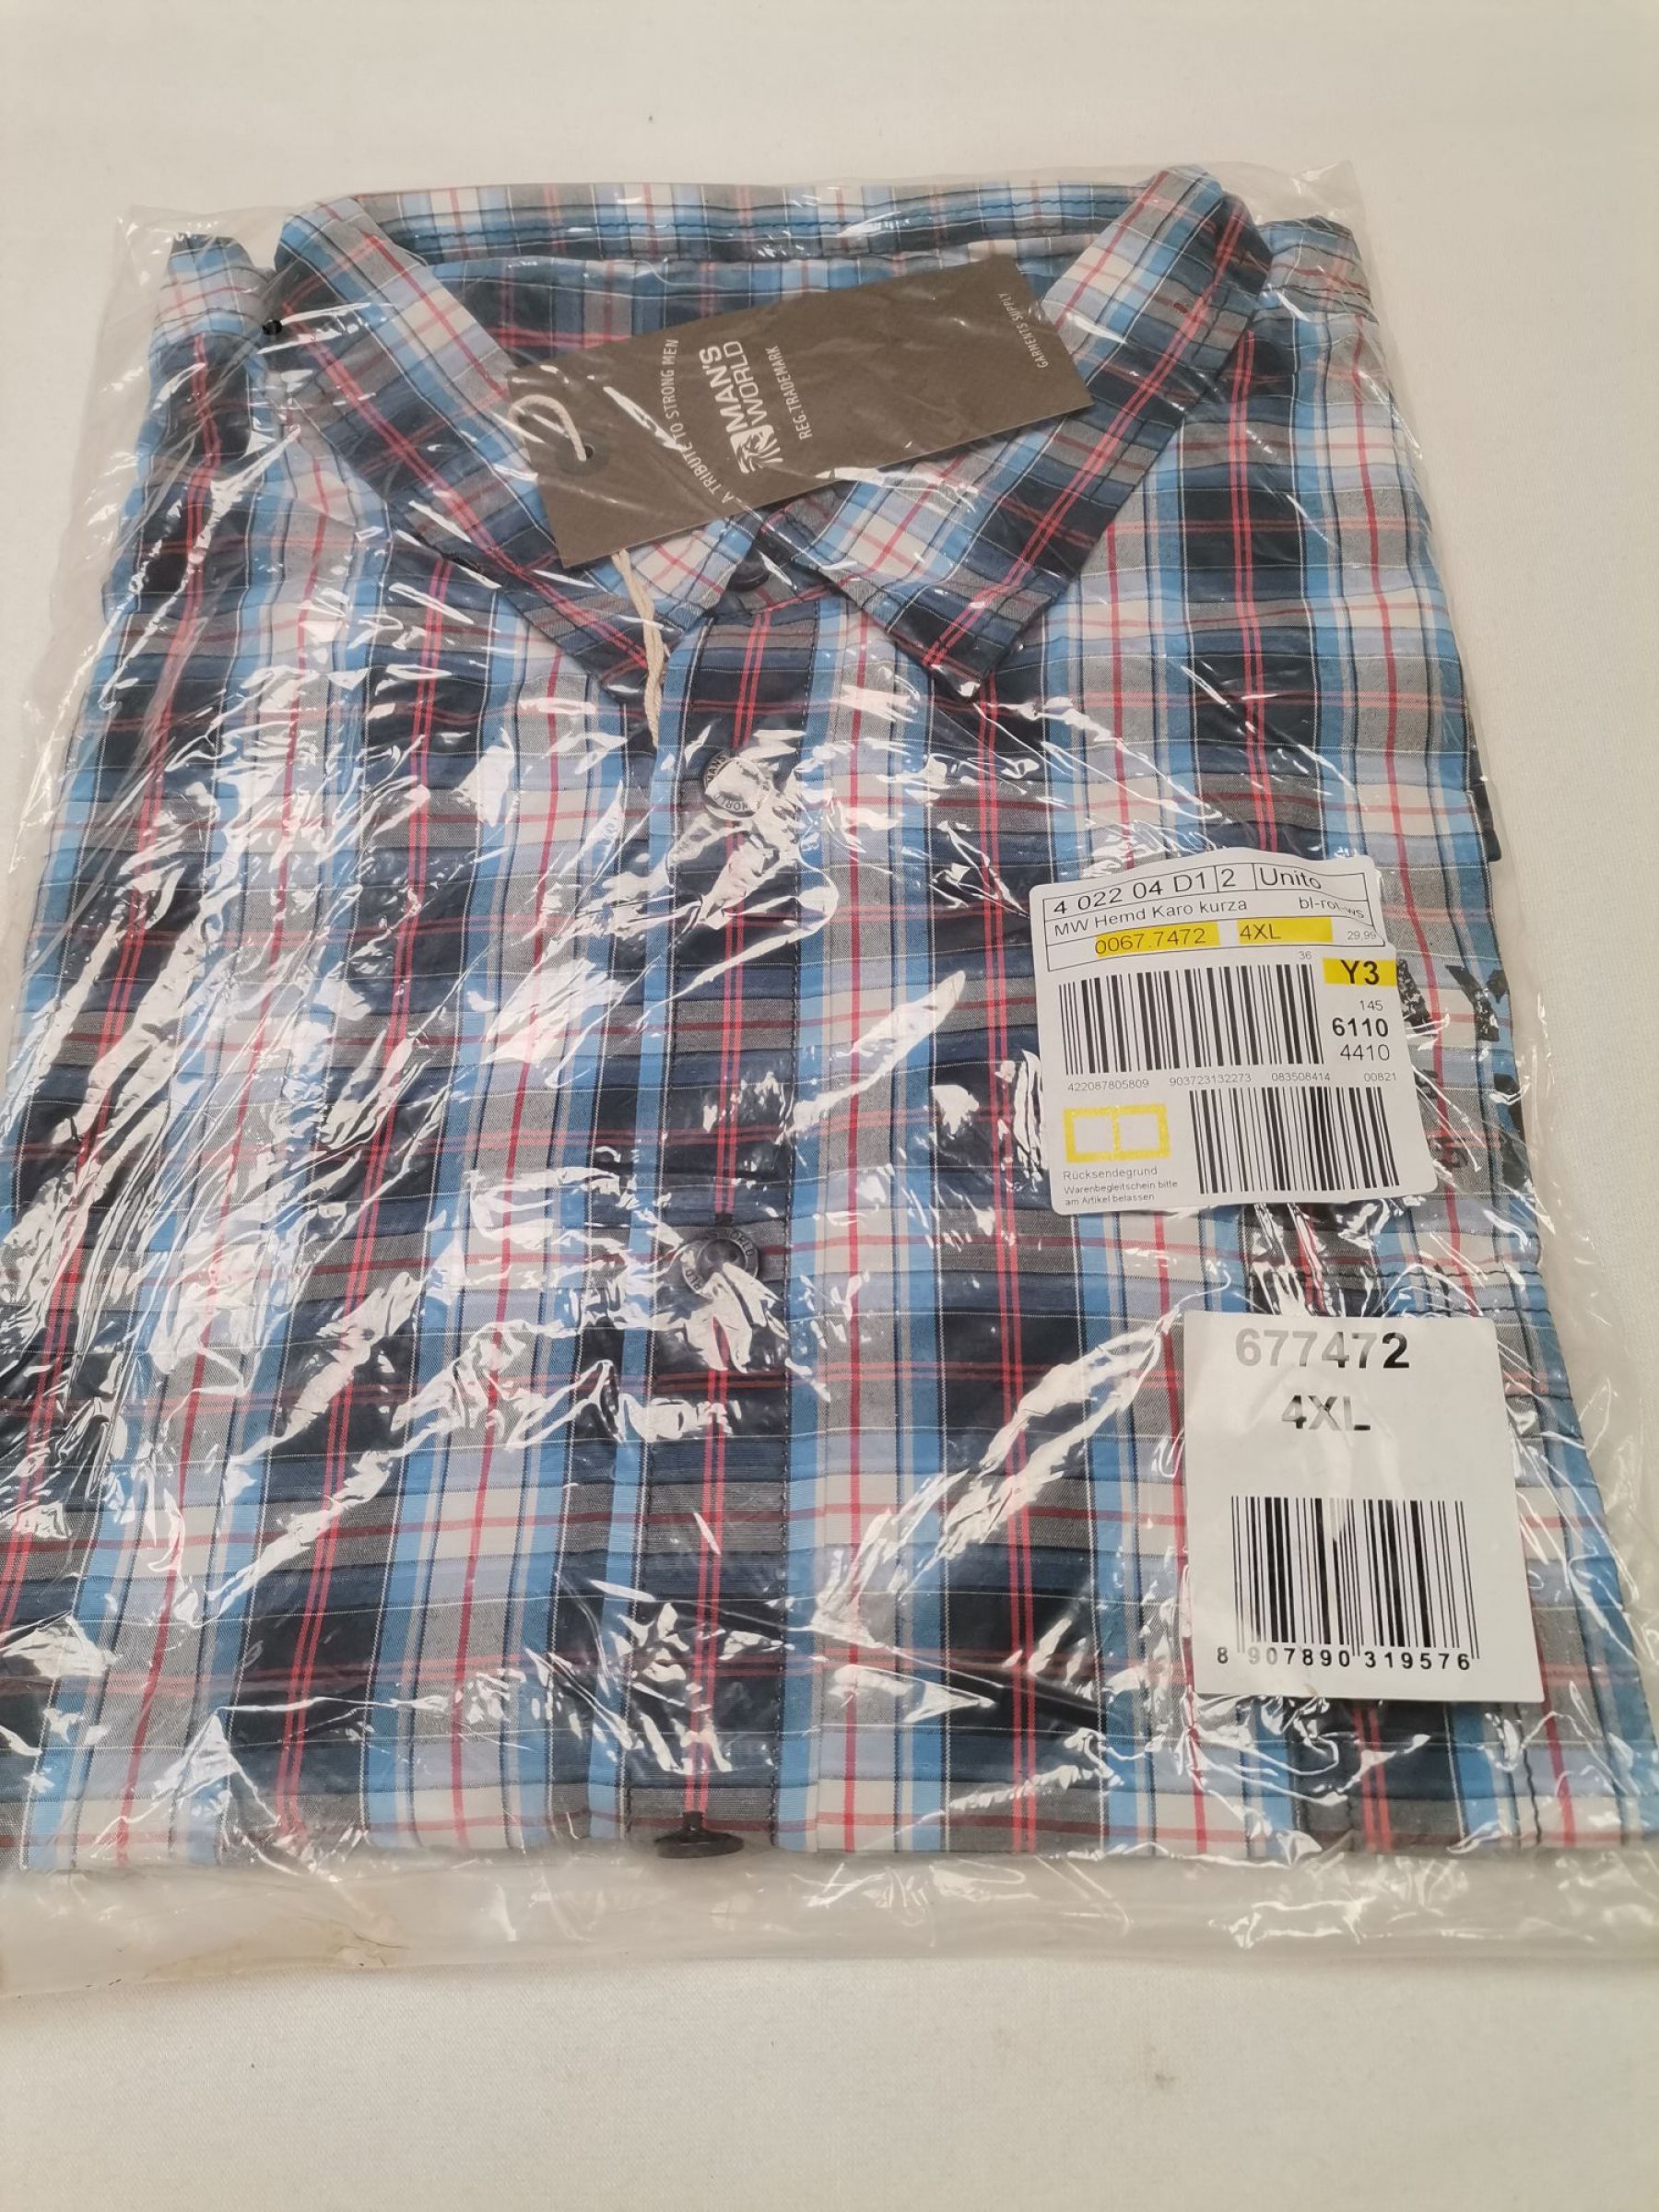 A TRIBUTE TO STRONG MEN
MAN'S
WORLD
REG.TRADEMARK
GARMENTS SUPPLY
4 022 04 D1 2 Unito
MW Hemd Karo kurza bl-rot-ws
0067.7472 4XL 29,99
36
Y3
145
6110
4410
422087805809 903723132273 083508414 00821
Rücksendegrund
Warenbegleitschein bitte
am Artikel belassen
677472
4XL
8 907890 319576